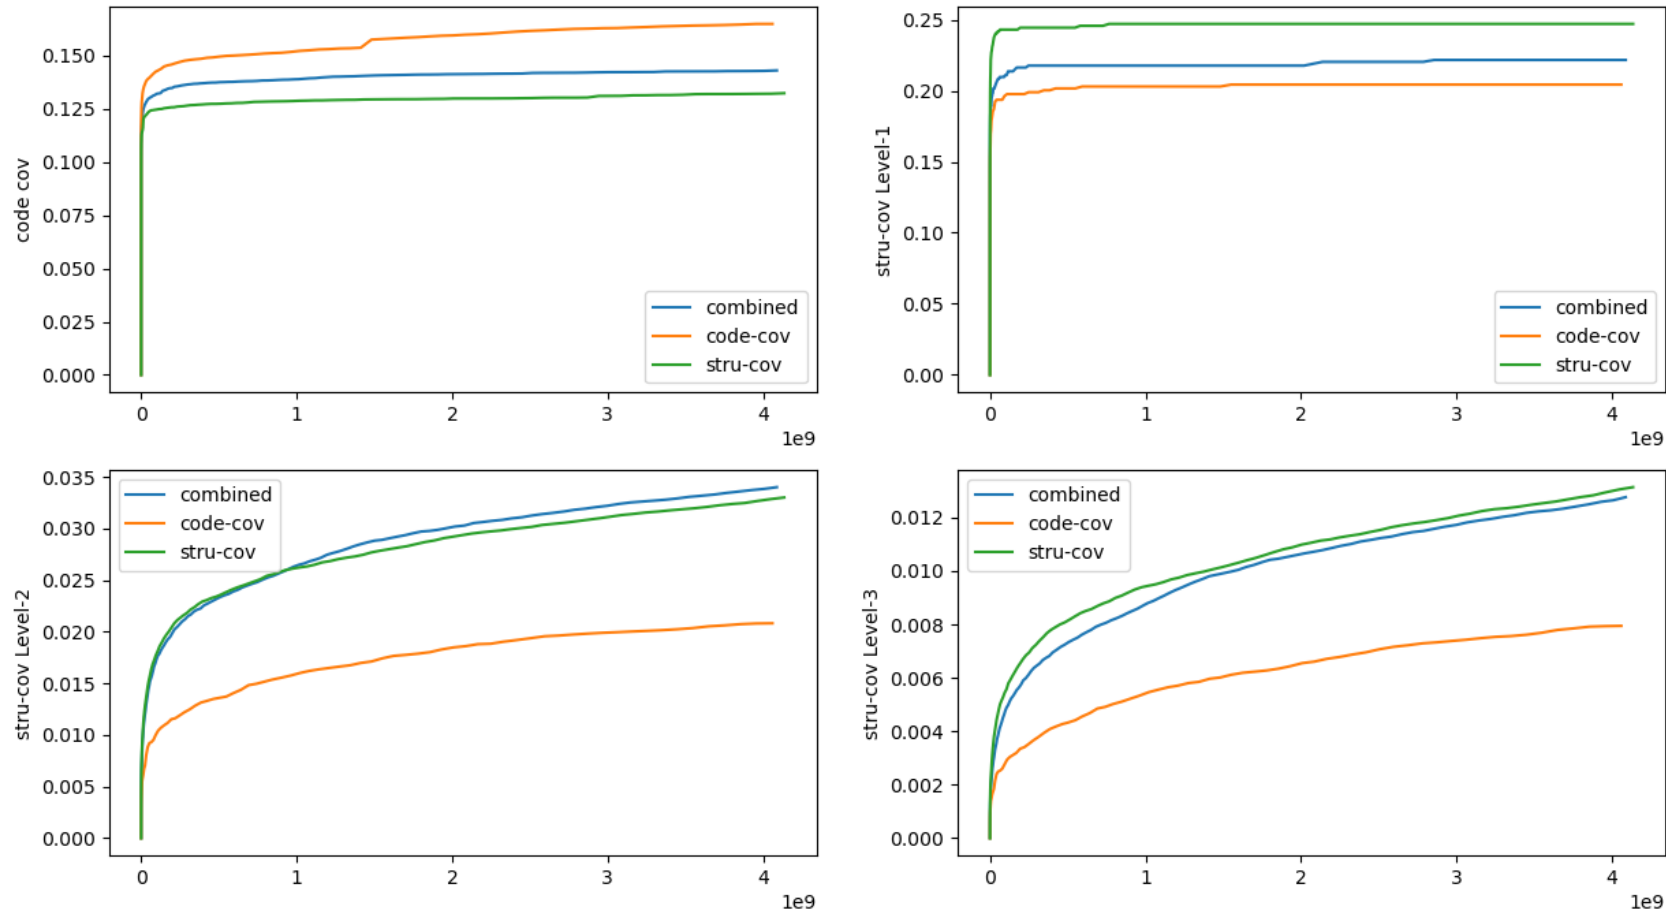 code cov
0.150
0.125
0.100
0.075
0.050
0.025
0.000
combined
code-cov
stru-cov
0 1 2 3 4
1e9
stru-cov Level-1
0.25
0.20
0.15
0.10
0.05
0.00
combined
code-cov
stru-cov
0 1 2 3 4
1e9
stru-cov Level-2
0.035
0.030
0.025
0.020
0.015
0.010
0.005
0.000
combined
code-cov
stru-cov
0 1 2 3 4
1e9
stru-cov Level-3
0.012
0.010
0.008
0.006
0.004
0.002
0.000
combined
code-cov
stru-cov
0 1 2 3 4
1e9